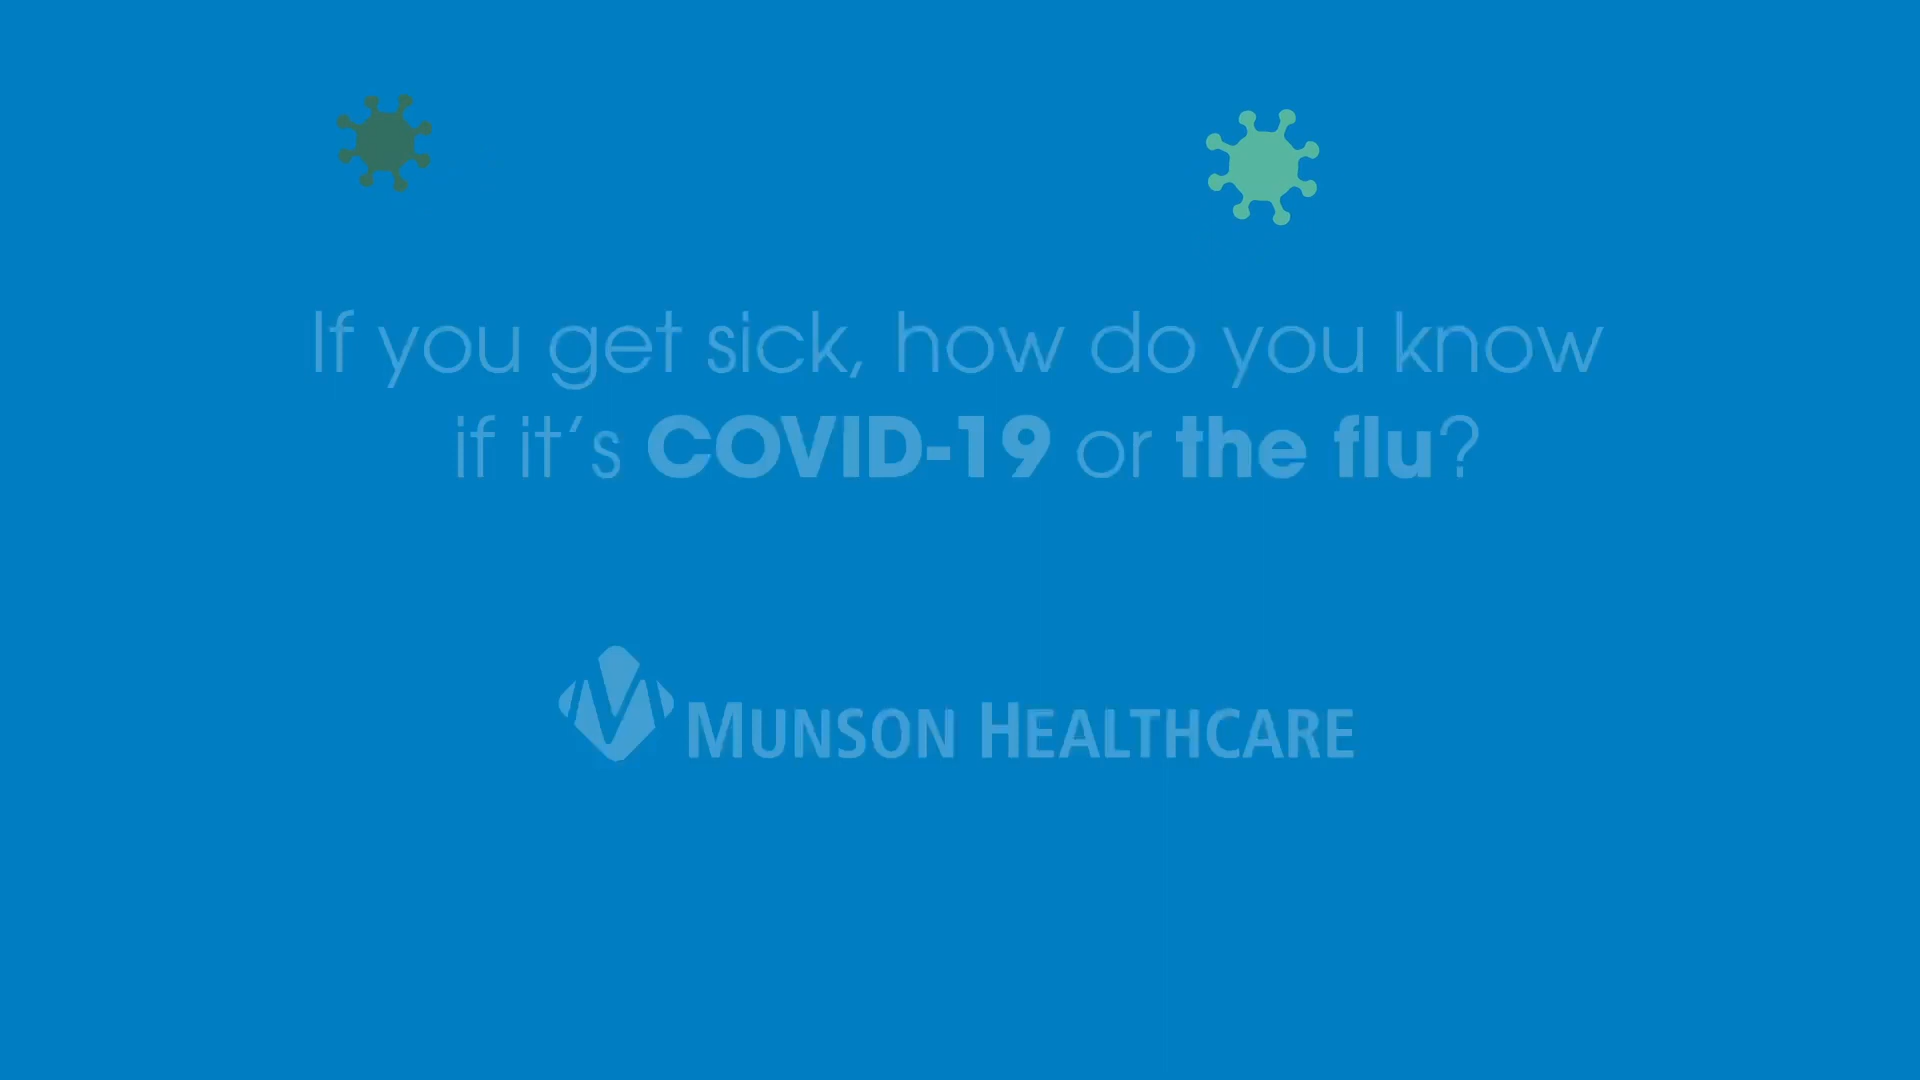 If you get sick, how do you know
if it's COVID-19 or the flu?
MUNSON HEALTHCARE